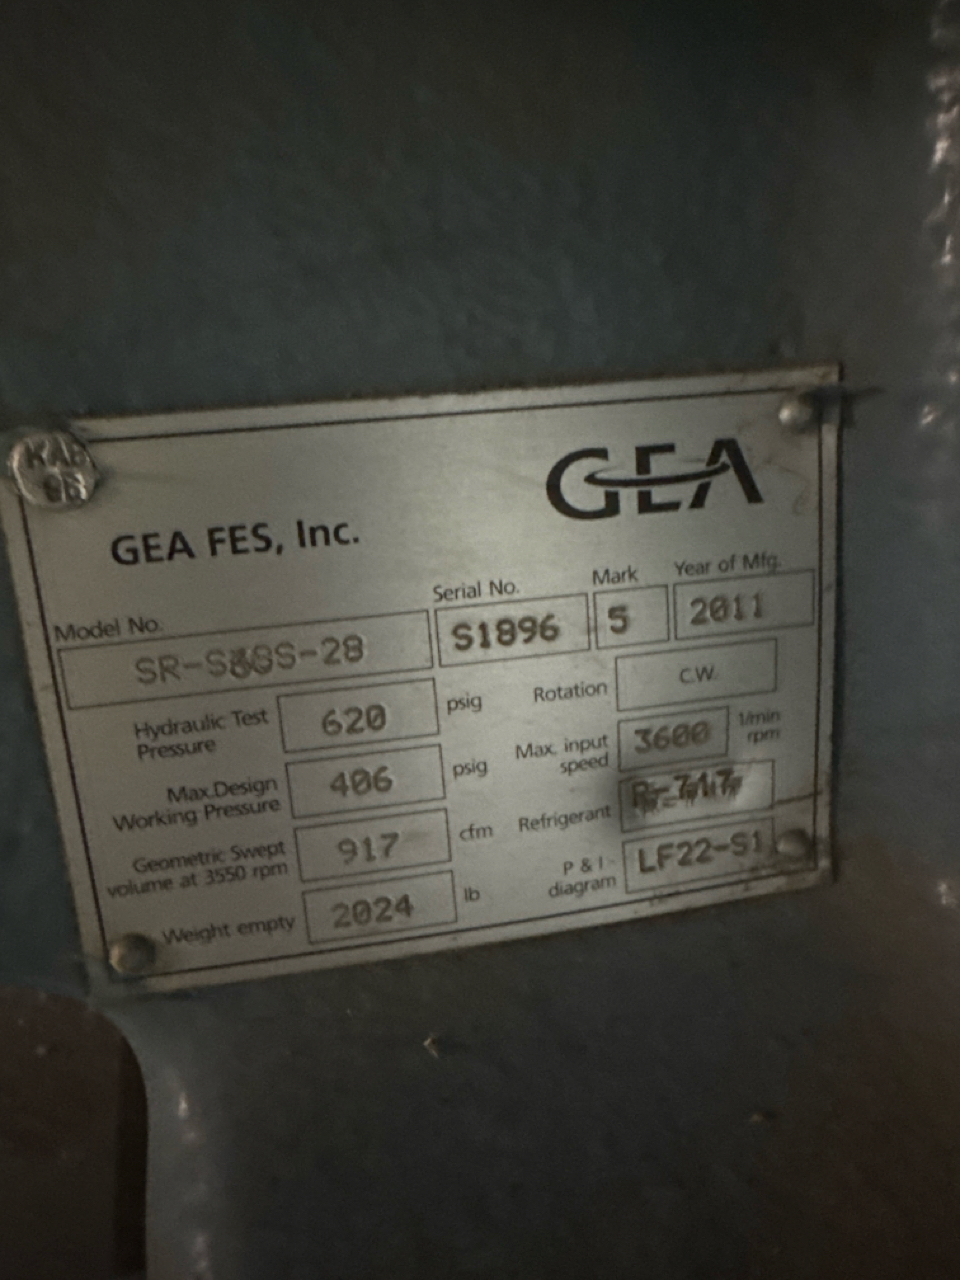 GEA
GEA FES, Inc.
Model No.
Serial No.
Mark
Year of Mfg.
S1896
5
2011
Hydraulic Test
Pressure
620
psig
Rotation
C.W.
Max.Design
Working Pressure
406
psig
Max. input
speed
3600
1/min
rpm
Geometric Swept
volume at 3550 rpm
917
cfm
Refrigerant
R-717
Weight empty
2024
lb
P & I
diagram
LF22-S1